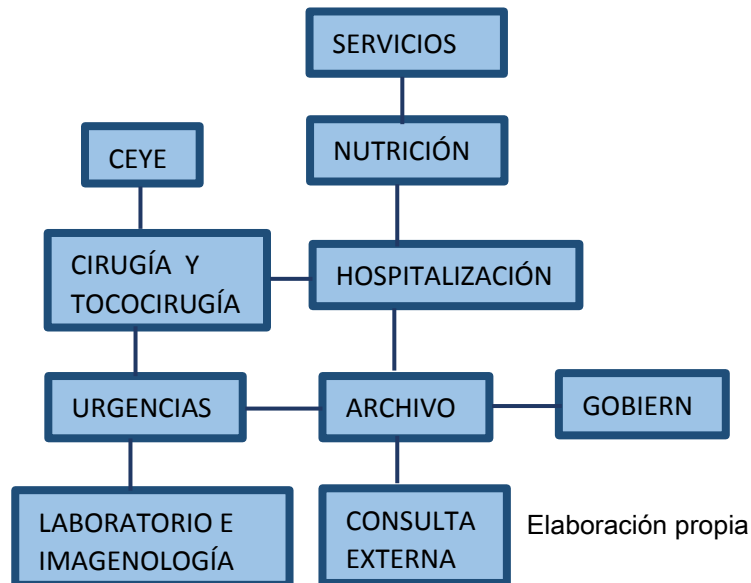 SERVICIOS
CEYE
NUTRICIÓN
CIRUGÍA Y
TOCOCIRUGÍA
HOSPITALIZACIÓN
URGENCIAS
ARCHIVO
GOBIERN
LABORATORIO E
IMAGENOLOGÍA
CONSULTA
EXTERNA
Elaboración propia